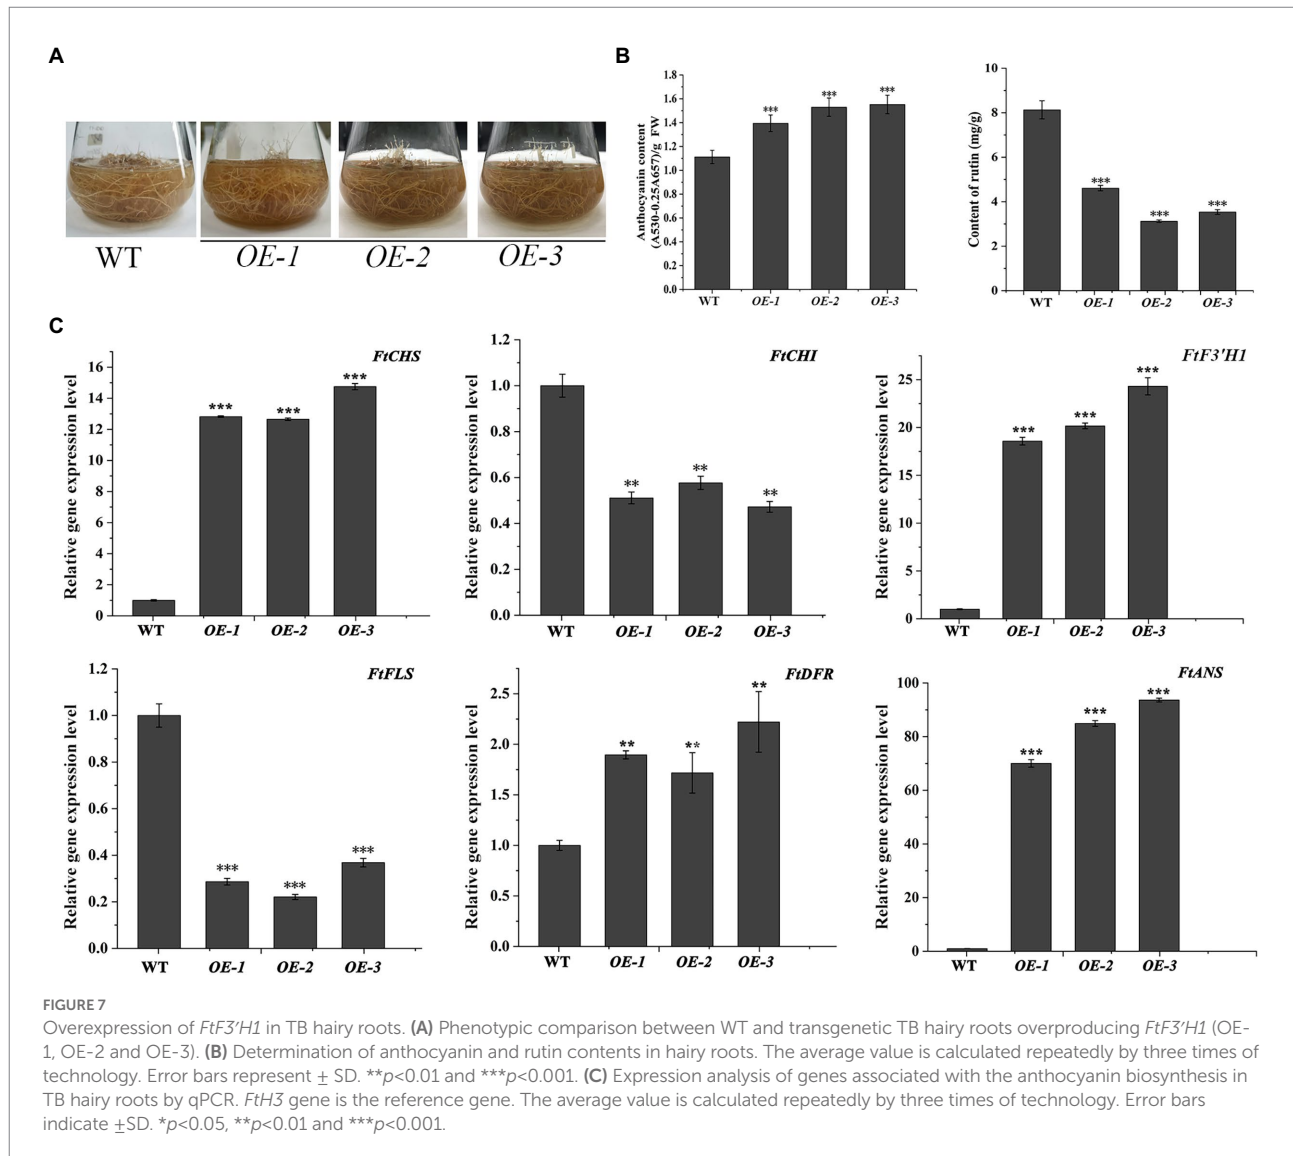 A
WT
OE-1
OE-2
OE-3
B
Anthocyanin content
(A530-0.25A657)/g FW
1.8
1.6
1.4
1.2
1.0
0.8
0.6
0.4
0.2
0.0
***
***
***
WT
OE-1
OE-2
OE-3
Content of rutin (mg/g)
10
8
6
4
2
0
***
***
***
WT
OE-1
OE-2
OE-3
C
FtCHS
Relative gene expression level
16
14
12
10
8
6
4
2
1
0
***
***
***
WT
OE-1
OE-2
OE-3
FtCHI
Relative gene expression level
1.2
1.0
0.8
0.6
0.4
0.2
0.0
**
**
**
WT
OE-1
OE-2
OE-3
FtF3'H1
Relative gene expression level
25
20
15
10
5
0
***
***
***
WT
OE-1
OE-2
OE-3
FtFLS
Relative gene expression level
1.2
1.0
0.8
0.6
0.4
0.2
0.0
***
***
***
WT
OE-1
OE-2
OE-3
FtDFR
Relative gene expression level
2.5
2.0
1.5
1.0
0.5
0.0
**
**
**
WT
OE-1
OE-2
OE-3
FtANS
Relative gene expression level
100
80
60
40
20
0
***
***
***
WT
OE-1
OE-2
OE-3
FIGURE 7
Overexpression of FtF3′H1 in TB hairy roots. (A) Phenotypic comparison between WT and transgenetic TB hairy roots overproducing FtF3′H1 (OE-
1, OE-2 and OE-3). (B) Determination of anthocyanin and rutin contents in hairy roots. The average value is calculated repeatedly by three times of
technology. Error bars represent ± SD. **p<0.01 and ***p<0.001. (C) Expression analysis of genes associated with the anthocyanin biosynthesis in
TB hairy roots by qPCR. FtH3 gene is the reference gene. The average value is calculated repeatedly by three times of technology. Error bars
indicate ±SD. *p<0.05, **p<0.01 and ***p<0.001.